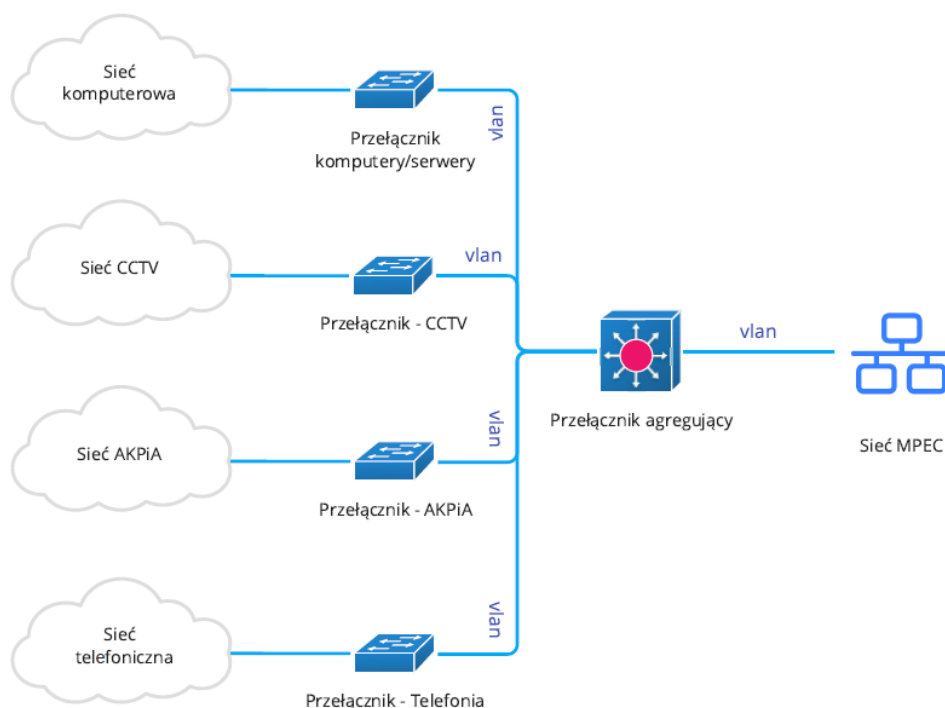 Sieć
komputerowa
vlan
Przełącznik
komputery/serwery
Sieć CCTV
vlan
Przełącznik - CCTV
vlan
Przełącznik agregujący
Sieć MPEC
Sieć AKPiA
vlan
Przełącznik - AKPiA
Sieć
telefoniczna
vlan
Przełącznik - Telefonia